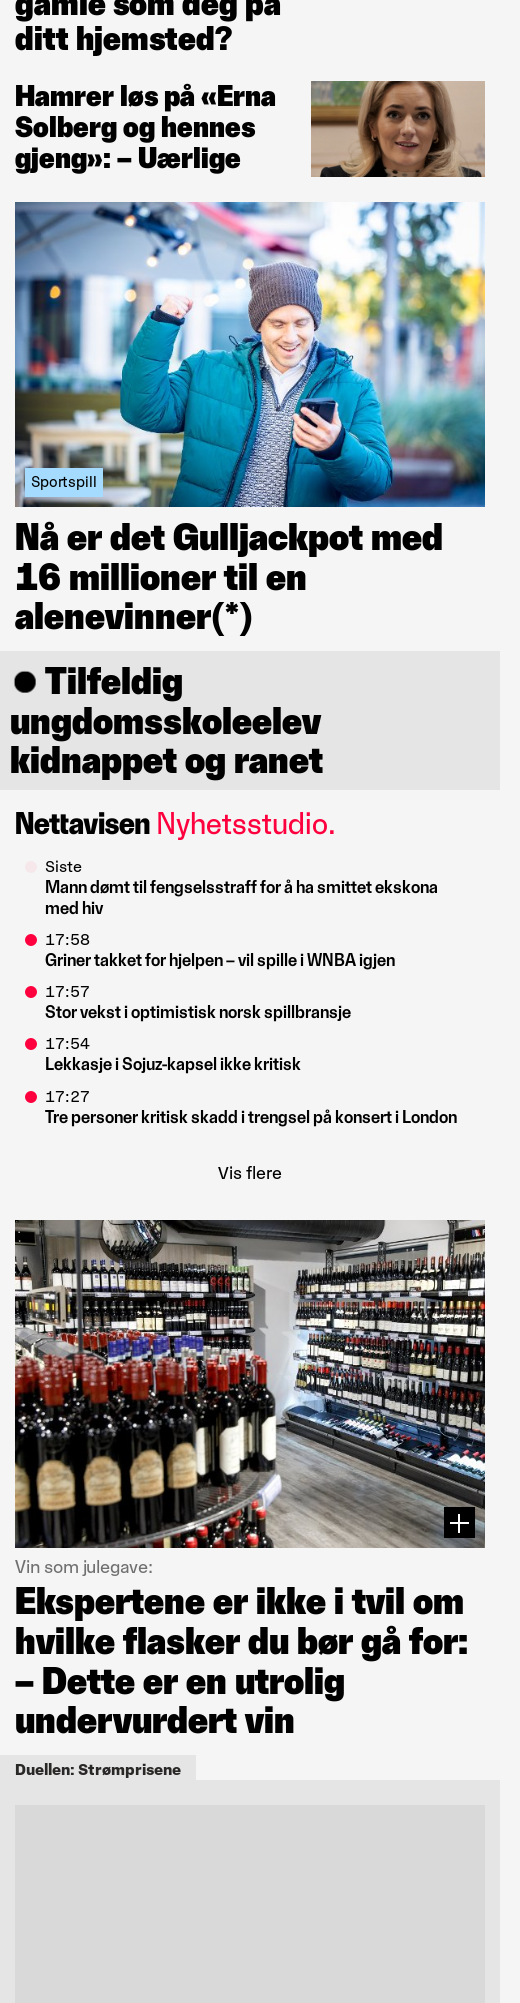 gamle som deg på
ditt hjemsted?
Hamrer løs på «Erna
Solberg og hennes
gjeng»: – Uærlige
Sportspill
Nå er det Gulljackpot med
16 millioner til en
alenevinner(*)
Tilfeldig
ungdomsskoleelev
kidnappet og ranet
Nettavisen Nyhetsstudio.
Siste
Mann dømt til fengselsstraff for å ha smittet ekskona
med hiv
17:58
Griner takket for hjelpen – vil spille i WNBA igjen
17:57
Stor vekst i optimistisk norsk spillbransje
17:54
Lekkasje i Sojuz-kapsel ikke kritisk
17:27
Tre personer kritisk skadd i trengsel på konsert i London
Vis flere
Vin som julegave:
Ekspertene er ikke i tvil om
hvilke flasker du bør gå for:
– Dette er en utrolig
undervurdert vin
Duellen: Strømprisene